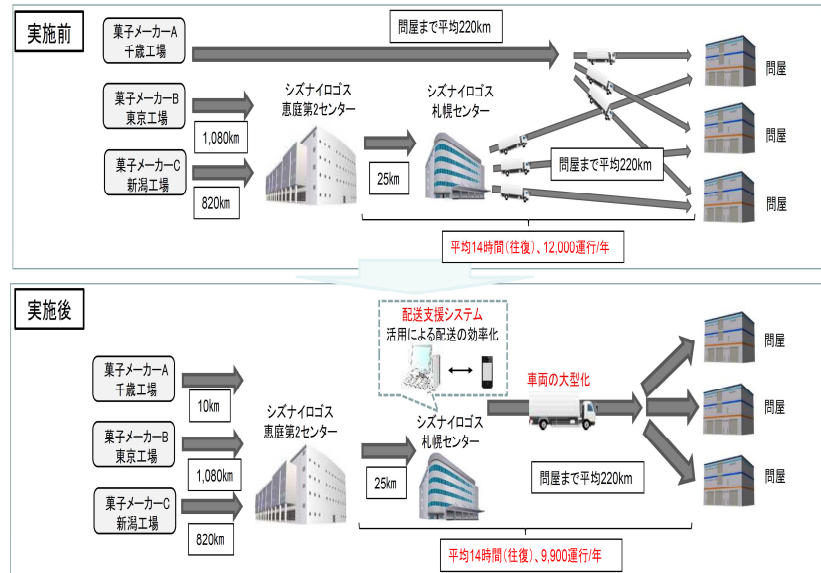 実施前
菓子メーカーA
千歳工場
問屋まで平均220km
問屋
シズナイロゴス
恵庭第2センター
シズナイロゴス
札幌センター
菓子メーカーB
東京工場
1,080km
25km
問屋
菓子メーカーC
新潟工場
820km
問屋まで平均220km
問屋
平均14時間(往復)、12,000運行/年
実施後
配送支援システム
活用による配送の効率化
問屋
菓子メーカーA
千歳工場
10km
車両の大型化
シズナイロゴス
恵庭第2センター
シズナイロゴス
札幌センター
問屋
菓子メーカーB
東京工場
1,080km
25km
問屋まで平均220km
問屋
菓子メーカーC
新潟工場
820km
平均14時間(往復)、9,900運行/年